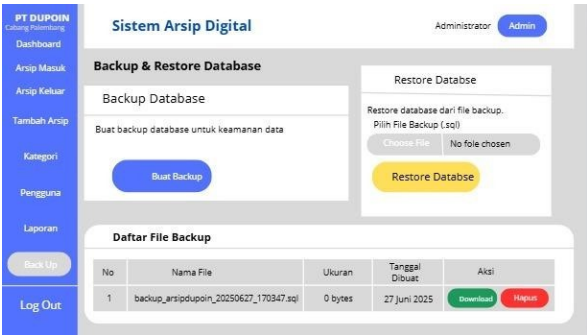 PT DUPOIN
Cabang Palembang
Dashboard
Arsip Masuk
Arsip Keluar
Tambah Arsip
Kategori
Pengguna
Laporan
Back Up
Log Out
Sistem Arsip Digital
Administrator
Admin
Backup & Restore Database
Backup Database
Buat backup database untuk keamanan data
Buat Backup
Restore Databse
Restore database dari file backup.
Pilih File Backup (.sql)
Choose File No fole chosen
Restore Databse
Daftar File Backup
No Nama File Ukuran Tanggal Dibuat Aksi
1 backup_arsipdupoin_20250627_170347.sql 0 bytes 27 Juni 2025 Download Hapus